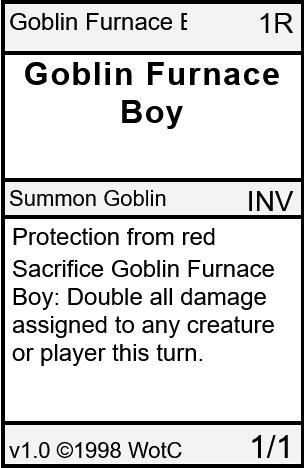 Goblin Furnace E
1R
Goblin Furnace
Boy
Summon Goblin
INV
Protection from red
Sacrifice Goblin Furnace
Boy: Double all damage
assigned to any creature
or player this turn.
v1.0 ©1998 WotC
1/1